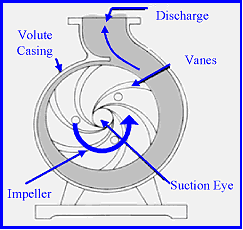 Discharge
Volute
Casing
Vanes
Impeller
Suction Eye